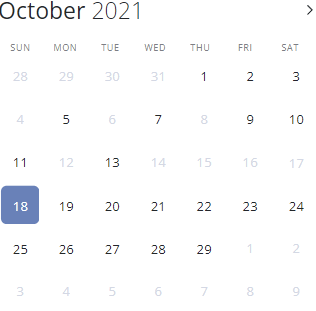 October 2021
SUN MON TUE WED THU FRI SAT
28 29 30 31 1 2 3
4 5 6 7 8 9 10
11 12 13 14 15 16 17
18 19 20 21 22 23 24
25 26 27 28 29 1 2
3 4 5 6 7 8 9